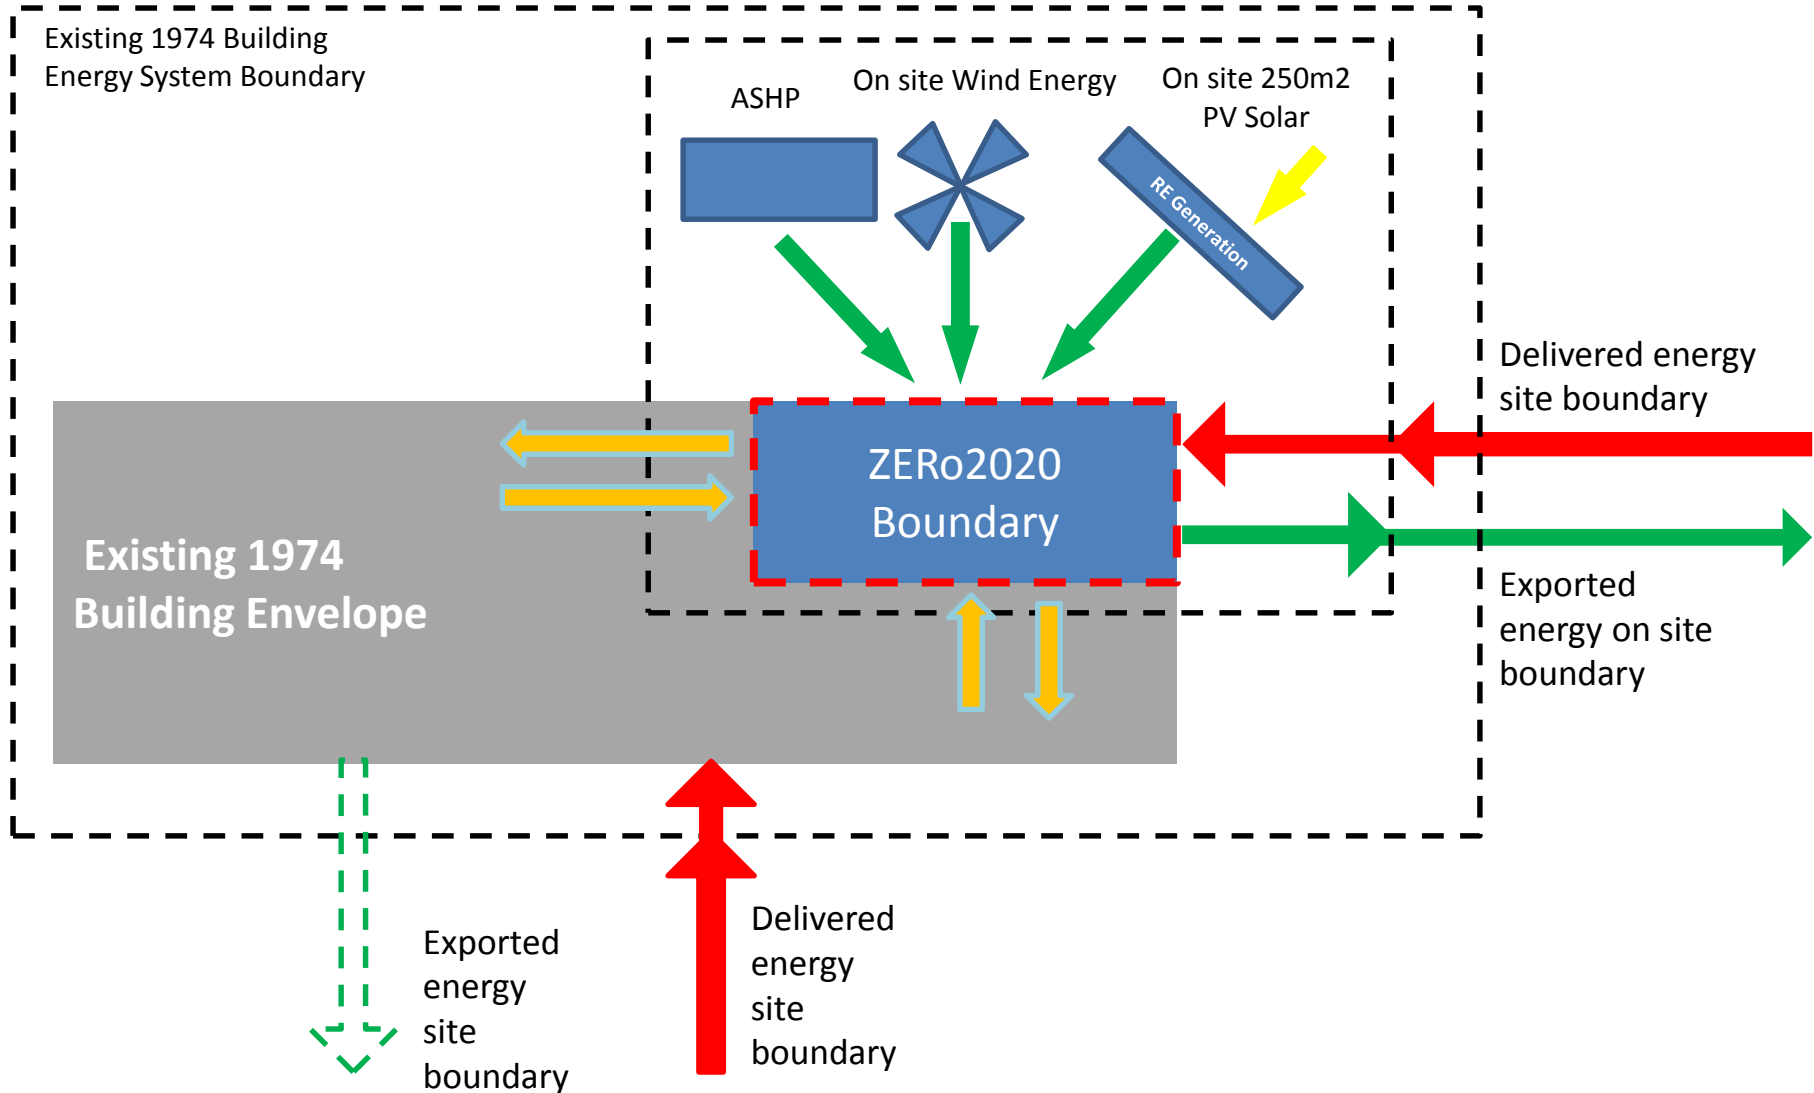 Existing 1974 Building
Energy System Boundary
ASHP
On site Wind Energy
On site 250m2
PV Solar
RE Generation
Delivered energy
site boundary
ZERo2020
Boundary
Existing 1974
Building Envelope
Exported
energy on site
boundary
Exported
energy
site
boundary
Delivered
energy
site
boundary